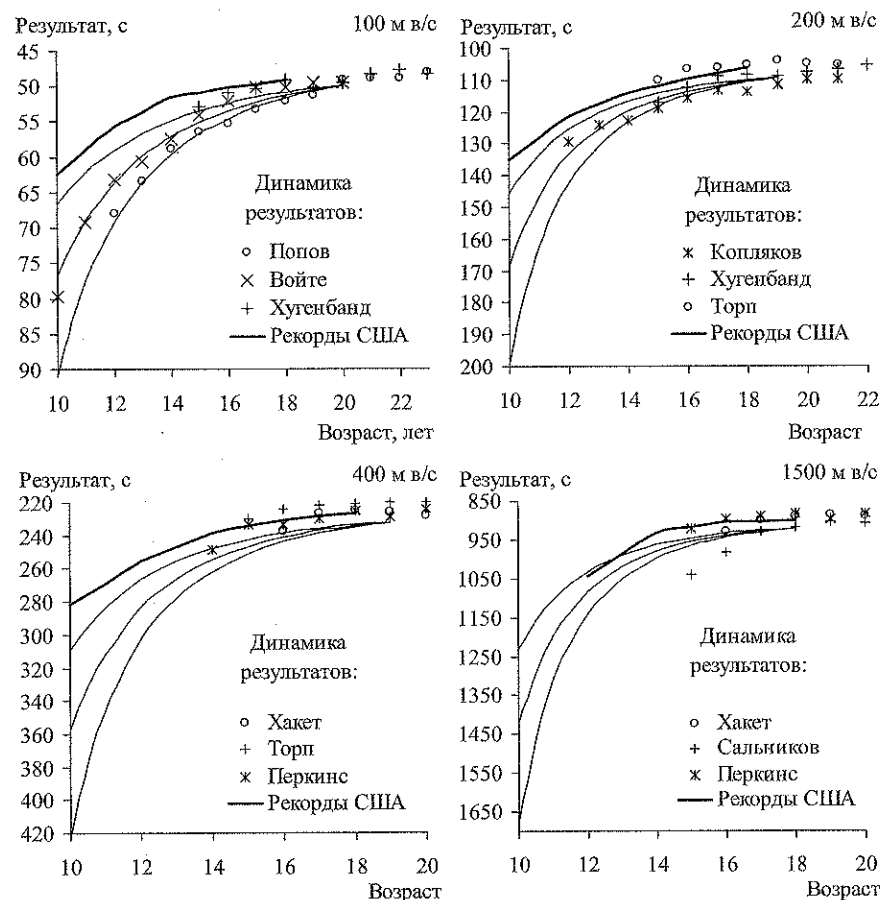 Результат, с
100 м в/с
45
50
55
60
65
70
75
80
85
90
10 12 14 16 18 20 22
Возраст, лет
Динамика
результатов:
Попов
Войте
Хугенбанд
Рекорды США
Результат, с
200 м в/с
100
110
120
130
140
150
160
170
180
190
200
10 12 14 16 18 20 22
Возраст
Динамика
результатов:
Копляков
Хугенбанд
Торп
Рекорды США
Результат, с
400 м в/с
220
240
260
280
300
320
340
360
380
400
420
10 12 14 16 18 20
Возраст
Динамика
результатов:
Хакет
Торп
Перкинс
Рекорды США
Результат, с
1500 м в/с
850
950
1050
1150
1250
1350
1450
1550
1650
10 12 14 16 18 20
Возраст
Динамика
результатов:
Хакет
Сальников
Перкинс
Рекорды США